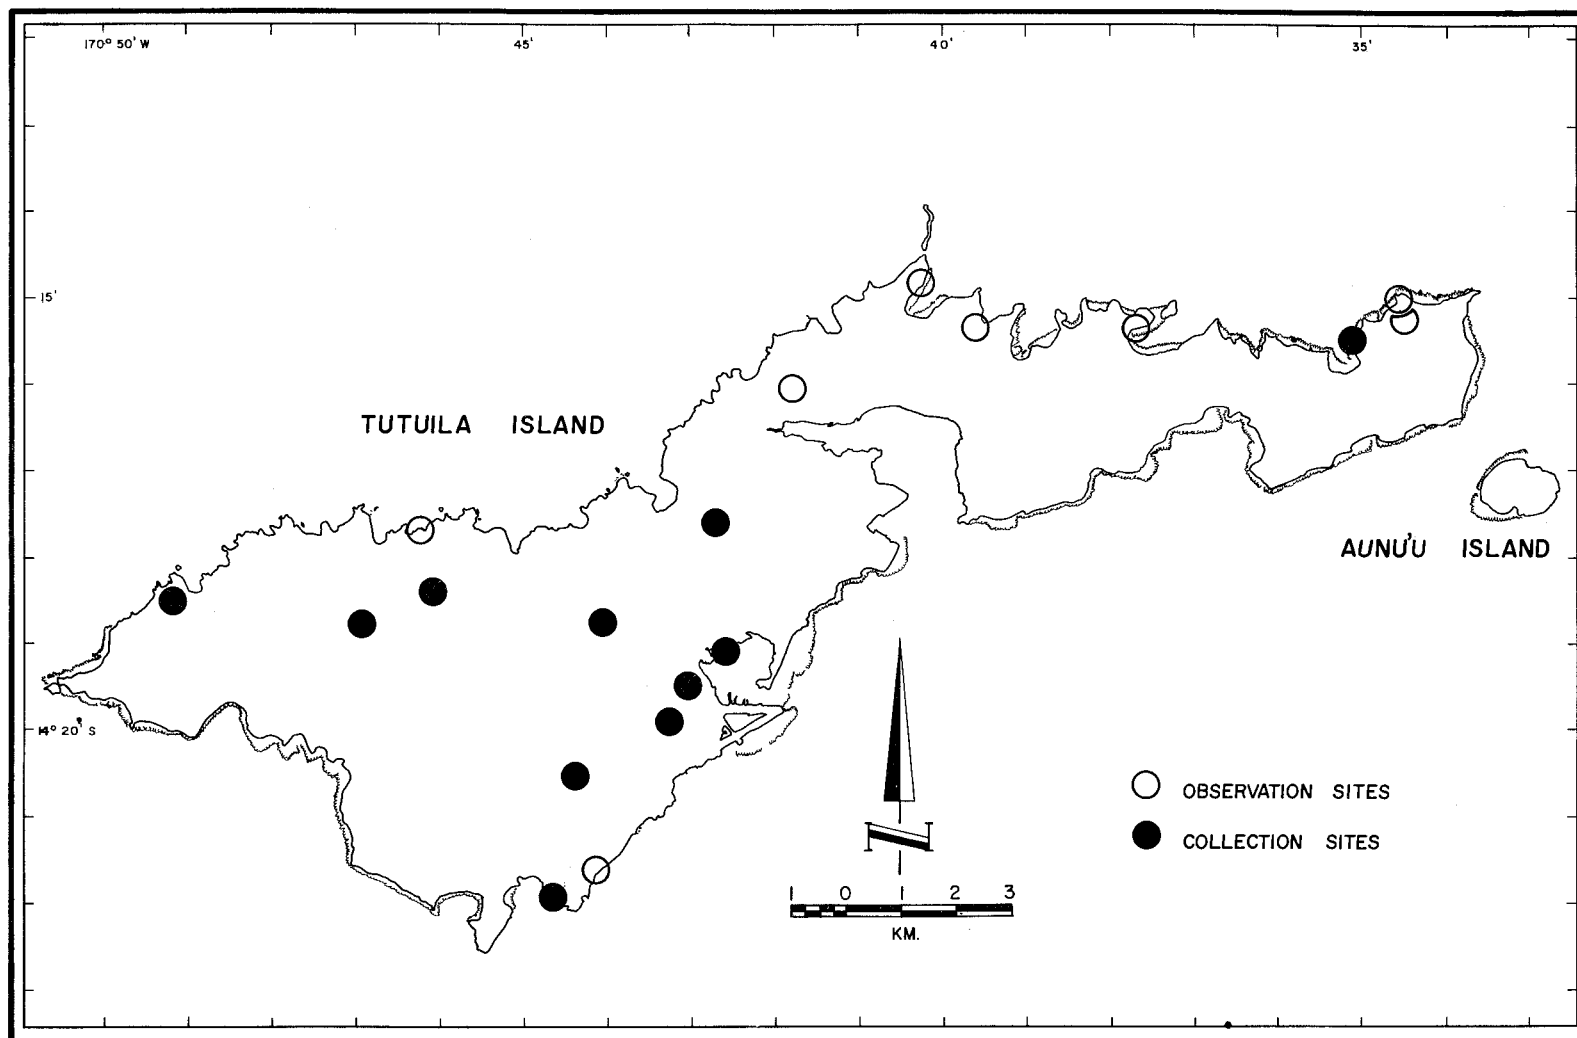 170° 50' W
45'
40'
35'
15'
TUTUILA ISLAND
AUNU'U ISLAND
14° 20' S
OBSERVATION SITES
COLLECTION SITES
1 0 1 2 3
KM.